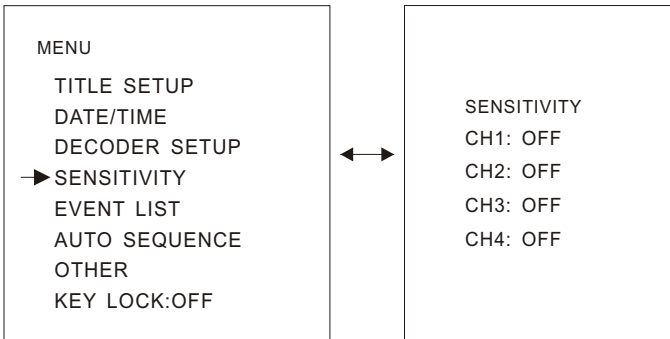 MENU
TITLE SETUP
DATE/TIME
DECODER SETUP
SENSITIVITY
EVENT LIST
AUTO SEQUENCE
OTHER
KEY LOCK:OFF
SENSITIVITY
CH1: OFF
CH2: OFF
CH3: OFF
CH4: OFF